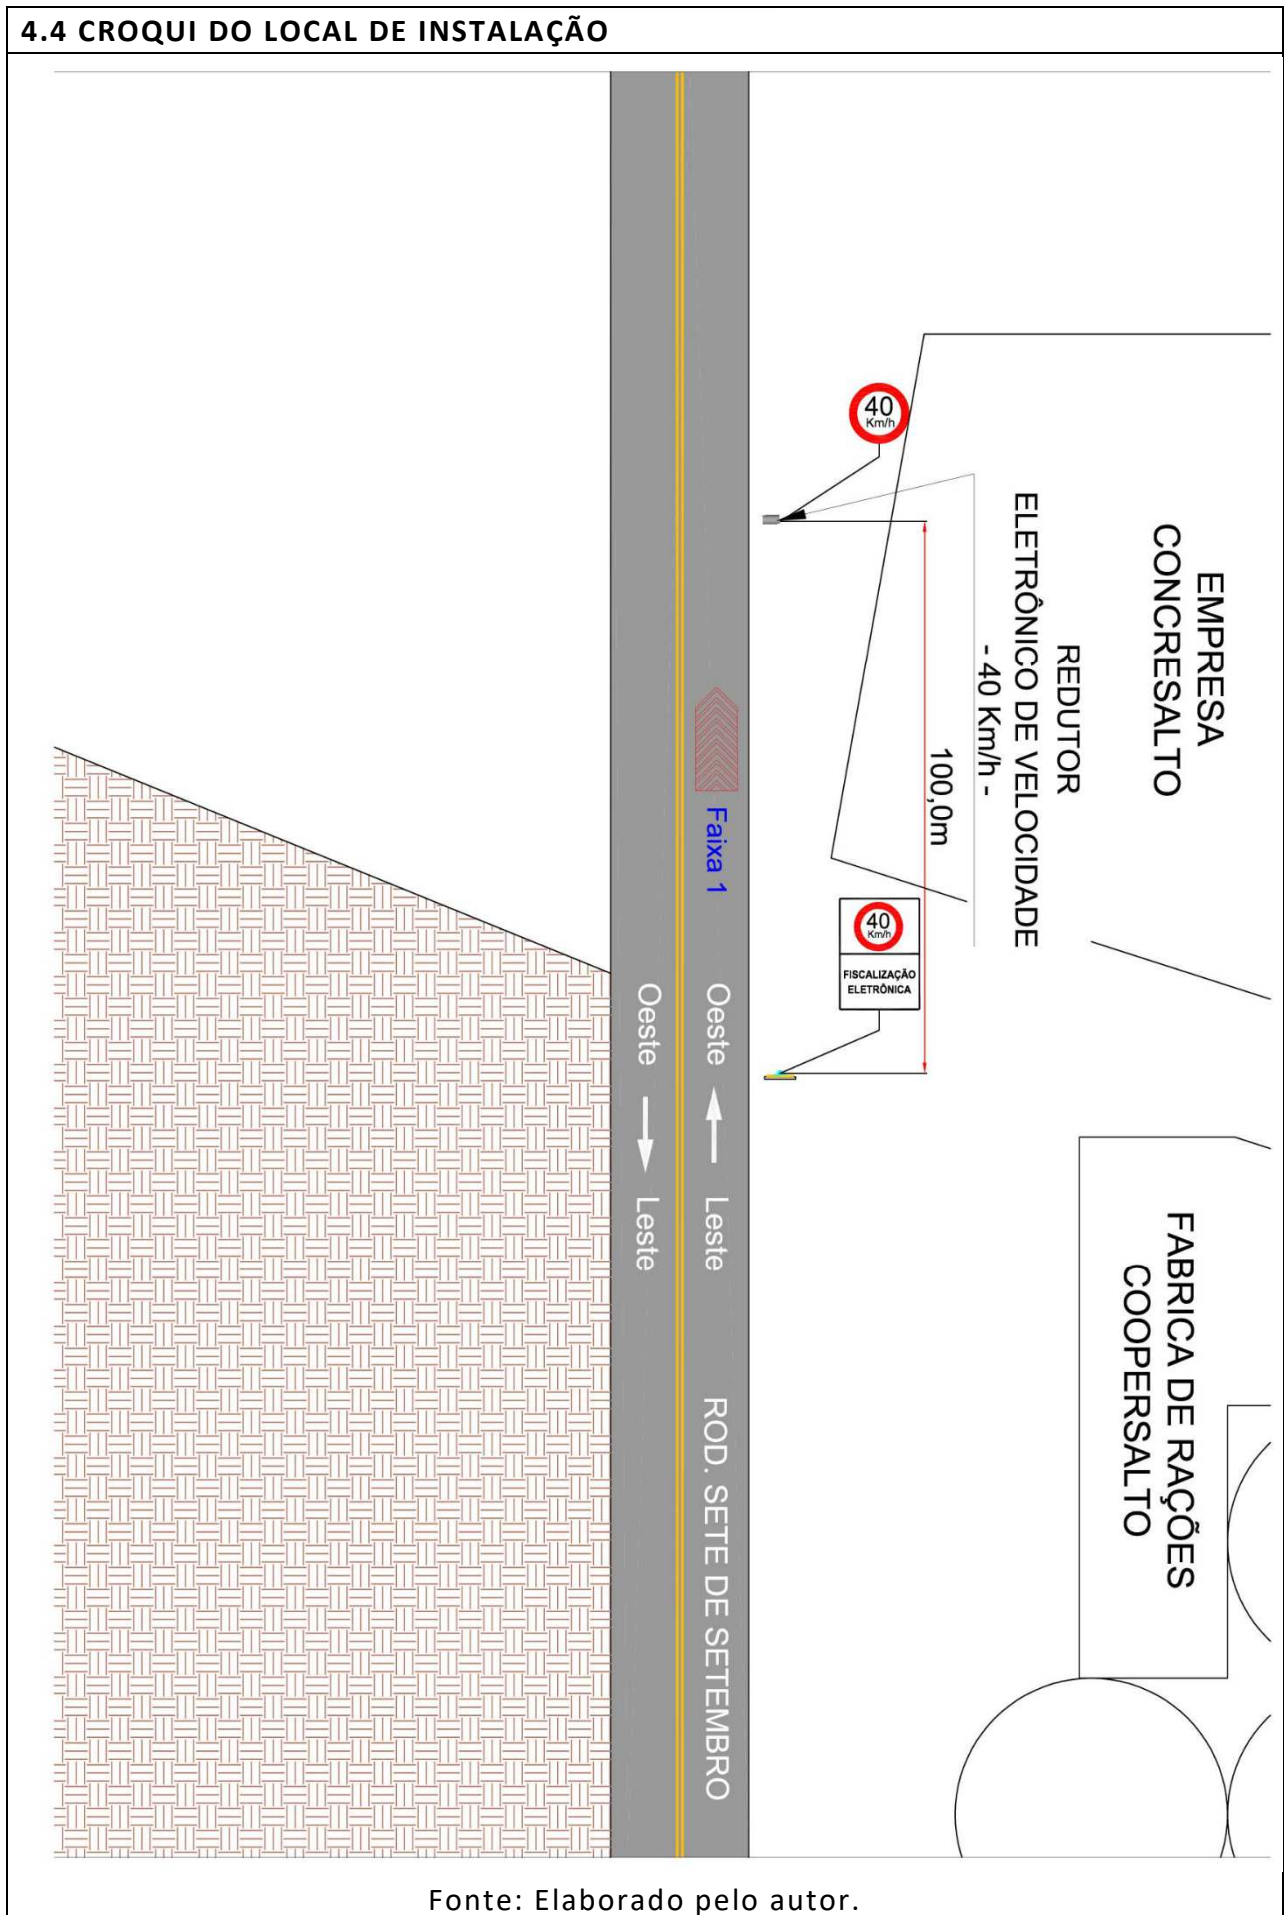 4.4 CROQUI DO LOCAL DE INSTALAÇÃO
40
Km/h
EMPRESA
CONCRESALTO
REDUTOR
ELETRÔNICO DE VELOCIDADE
- 40 Km/h -
100,0m
Faixa 1
40
Km/h
FISCALIZAÇÃO
ELETRÔNICA
Oeste
Leste
Oeste
Leste
ROD. SETE DE SETEMBRO
FABRICA DE RAÇÕES
COOPERSALTO
Fonte: Elaborado pelo autor.